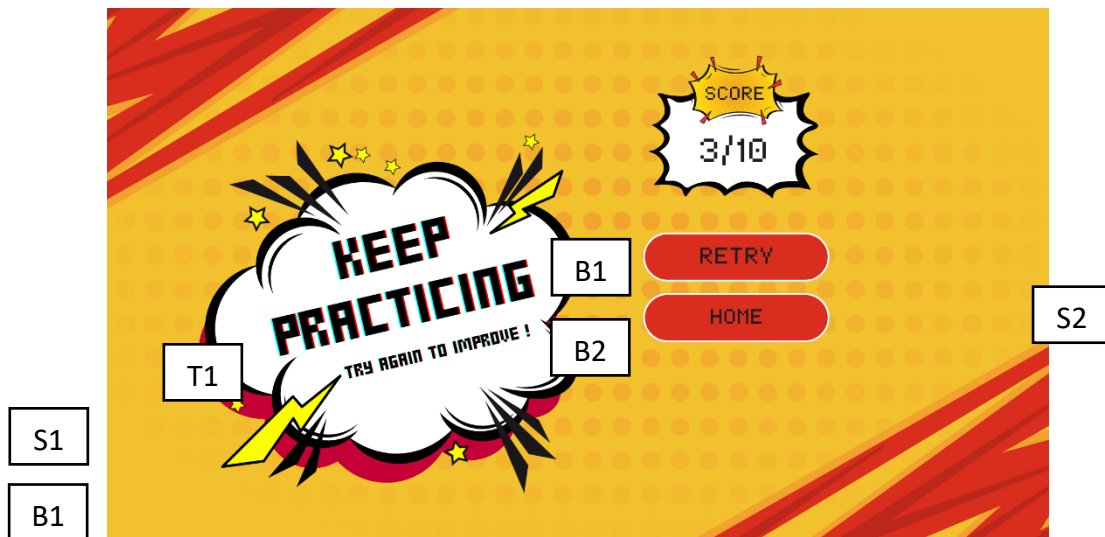 SCORE
3/10
KEEP
PRACTICING
TRY AGAIN TO IMPROVE !
B1
RETRY
B2
HOME
S2
T1
S1
B1